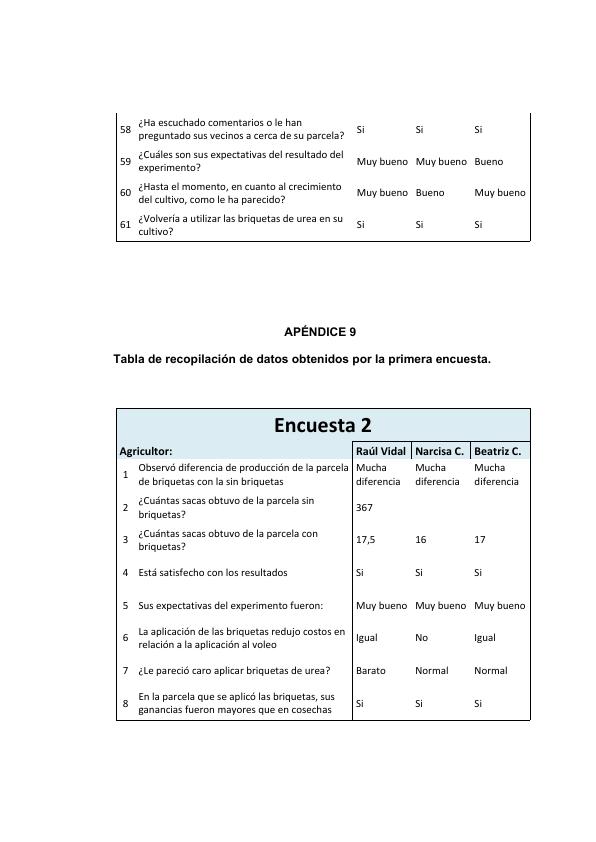 58 ¿Ha escuchado comentarios o le han
preguntado sus vecinos a cerca de su parcela? Si Si Si
59 ¿Cuáles son sus expectativas del resultado del
experimento? Muy bueno Muy bueno Bueno
60 ¿Hasta el momento, en cuanto al crecimiento
del cultivo, como le ha parecido? Muy bueno Bueno Muy bueno
61 ¿Volvería a utilizar las briquetas de urea en su
cultivo? Si Si Si
APÉNDICE 9
Tabla de recopilación de datos obtenidos por la primera encuesta.
Encuesta 2
Agricultor: Raúl Vidal Narcisa C. Beatriz C.
1 Observó diferencia de producción de la parcela Mucha Mucha Mucha
de briquetas con la sin briquetas diferencia diferencia diferencia
2 ¿Cuántas sacas obtuvo de la parcela sin
briquetas? 367
3 ¿Cuántas sacas obtuvo de la parcela con
briquetas? 17,5 16 17
4 Está satisfecho con los resultados Si Si Si
5 Sus expectativas del experimento fueron: Muy bueno Muy bueno Muy bueno
6 La aplicación de las briquetas redujo costos en
relación a la aplicación al voleo Igual No Igual
7 ¿Le pareció caro aplicar briquetas de urea? Barato Normal Normal
8 En la parcela que se aplicó las briquetas, sus
ganancias fueron mayores que en cosechas Si Si Si